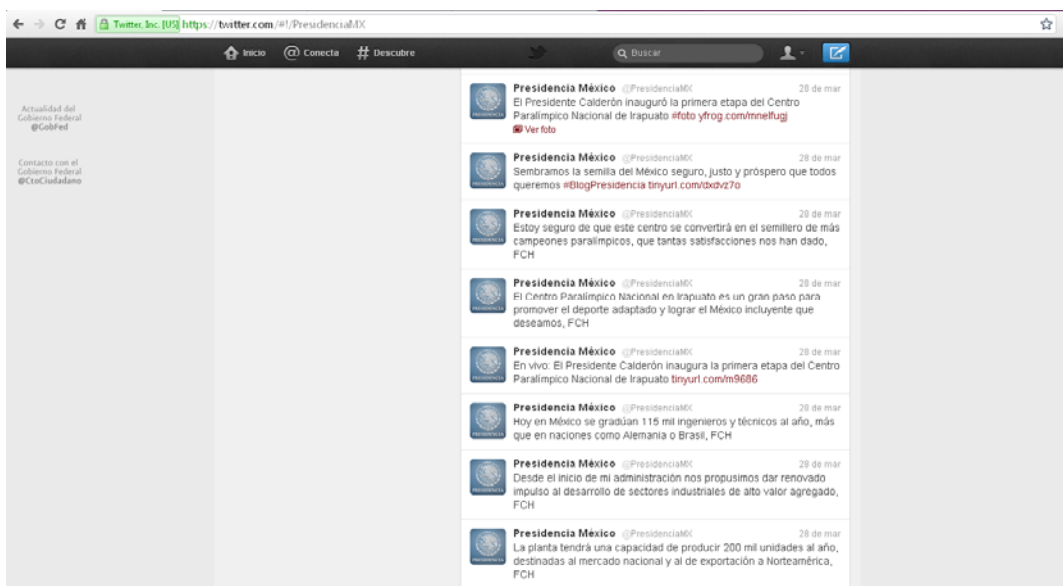 Twitter, Inc. [US] https://twitter.com/#!/PresidenciaMX
Inicio @ Conecta # Descubre Buscar
Actualidad del
Gobierno Federal
@GobFed
Contacto con el
Gobierno Federal
@CtoCiudadano
Presidencia México @PresidenciaMX 28 de mar
El Presidente Calderón inauguró la primera etapa del Centro
Paralímpico Nacional de Irapuato #foto yfrog.com/mnelfugj
Ver foto
Presidencia México @PresidenciaMX 28 de mar
Sembramos la semilla del México seguro, justo y próspero que todos
queremos #BlogPresidencia tinyurl.com/dxdvz7o
Presidencia México @PresidenciaMX 28 de mar
Estoy seguro de que este centro se convertirá en el semillero de más
campeones paralímpicos, que tantas satisfacciones nos han dado,
FCH
Presidencia México @PresidenciaMX 28 de mar
El Centro Paralímpico Nacional en Irapuato es un gran paso para
promover el deporte adaptado y lograr el México incluyente que
deseamos, FCH
Presidencia México @PresidenciaMX 28 de mar
En vivo: El Presidente Calderón inaugura la primera etapa del Centro
Paralímpico Nacional de Irapuato tinyurl.com/m9686
Presidencia México @PresidenciaMX 28 de mar
Hoy en México se gradúan 115 mil ingenieros y técnicos al año, más
que en naciones como Alemania o Brasil, FCH
Presidencia México @PresidenciaMX 28 de mar
Desde el inicio de mi administración nos propusimos dar renovado
impulso al desarrollo de sectores industriales de alto valor agregado,
FCH
Presidencia México @PresidenciaMX 28 de mar
La planta tendrá una capacidad de producir 200 mil unidades al año,
destinadas al mercado nacional y al de exportación a Norteamérica,
FCH